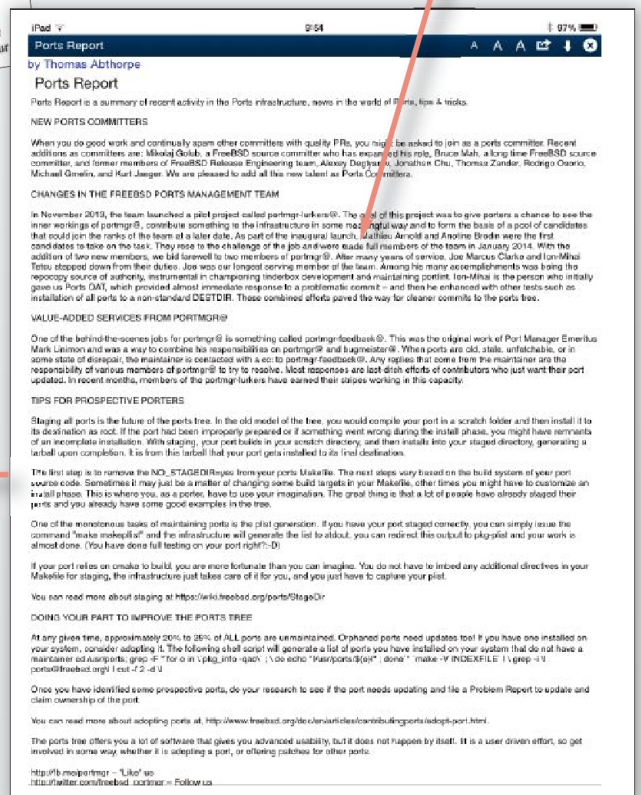 iPad 9:54 97%
Ports Report A A A
by Thomas Abthorpe
Ports Report
Ports Report is a summary of recent activity in the Ports infrastructure, news in the world of Ports, tips & tricks.
NEW PORTS COMMITTERS
When you do good work and continually spam other committers with quality PRs, you might be asked to join as a ports committer. Recent
additions as committers are; Mikolaj Golub, a FreeBSD source committer who has expanded his role, Bruce Mah, a long time FreeBSD source
committer, and former members of FreeBSD Release Engineering team, Alexey Degtyarev, Jonathan Chu, Thomas Zander, Rodrigo Osorio,
Michael Gmelin, and Kurt Jaeger. We are pleased to add all this new talent as Ports Committers.
CHANGES IN THE FREEBSD PORTS MANAGEMENT TEAM
In November 2013, the team launched a pilot project called portmgr-lurkers@. The goal of this project was to give porters a chance to see the
inner workings of portmgr@, contribute something to the infrastructure in some meaningful way and to form the basis of a pool of candidates
that could join the ranks of the team at a later date. As part of the inaugural launch, Mathieu Arnold and Antoine Brodin were the first
candidates to take on the task. They rose to the challenge of the job and were made full members of the team in January 2014. With the
addition of two new members, we bid farewell to two members of portmgr@. After many years of service, Joe Marcus Clarke and Ion-Mihai
Tetcu stepped down from their duties. Joe was our longest serving member of the team. Among his many accomplishments was being the
repocopy source of authority, instrumental in championing tinderbox development and maintaining portlint. Ion-Mihai is the person who initially
gave us Ports QAT, which provided almost immediate response to a problematic commit – and then he enhanced with other tests such as
installation of all ports to a non-standard DESTDIR. These combined efforts paved the way for cleaner commits to the ports tree.
VALUE-ADDED SERVICES FROM PORTMGR@
One of the behind-the-scenes jobs for portmgr@ is something called portmgr-feedback@. This was the original work of Port Manager Emeritus
Mark Linimon and was a way to combine his responsibilities on portmgr@ and bugmeister@. When ports are old, stale, unfetchable, or in
some state of disrepair, the maintainer is contacted with a cc: to portmgr-feedback@. Any replies that come from the maintainer are the
responsibility of various members of portmgr@ to try to resolve. Most responses are last-ditch efforts of contributors who just want their port
updated. In recent months, members of the portmgr-lurkers have earned their stripes working in this capacity.
TIPS FOR PROSPECTIVE PORTERS
Staging all ports is the future of the ports tree. In the old model of the tree, you would compile your port in a scratch folder and then install it to
its destination as root. If the port had been improperly prepared or if something went wrong during the install phase, you might have remnants
of an incomplete installation. With staging, your port builds in your scratch directory, and then installs into your staged directory, generating a
tarball upon completion. It is from this tarball that your port gets installed to its final destination.
The first step is to remove the NO_STAGEDIR=yes from your ports Makefile. The next steps vary based on the build system of your port
source code. Sometimes it may just be a matter of changing some build targets in your Makefile, other times you might have to customize an
install phase. This is where you, as a porter, have to use your imagination. The great thing is that a lot of people have already staged their
ports and you already have some good examples in the tree.
One of the monotonous tasks of maintaining ports is the plist generation. If you have your port staged correctly, you can simply issue the
command "make makeplist" and the infrastructure will generate the list to stdout, you can redirect this output to pkg-plist and your work is
almost done. (You have done full testing on your port right?:-D)
If your port relies on cmake to build, you are more fortunate than you can imagine. You do not have to imbed any additional directives in your
Makefile for staging, the infrastructure just takes care of it for you, and you just have to capture your plist.
You can read more about staging at https://wiki.freebsd.org/ports/StageDir
DOING YOUR PART TO IMPROVE THE PORTS TREE
At any given time, approximately 20% to 25% of ALL ports are unmaintained. Orphaned ports need updates too! If you have one installed on
your system, consider adopting it. The following shell script will generate a list of ports you have installed on your system that do not have a
maintainer cd /usr/ports; grep -F "`for o in \`pkg_info -qao\` ; \ do echo "|/usr/ports/${o}|" ; done`" `make -V INDEXFILE` | \ grep -i \|
ports@freebsd.org\| | cut -f 2 -d \|
Once you have identified some prospective ports, do your research to see if the port needs updating and file a Problem Report to update and
claim ownership of the port.
You can read more about adopting ports at, http://www.freebsd.org/doc/en/articles/contributingports/adopt-port.html.
The ports tree offers you a lot of software that gives you advanced usability, but it does not happen by itself. It is a user driven effort, so get
involved in some way, whether it is adopting a port, or offering patches for other ports.
http://fb.me/portmgr – "Like" us
http://twitter.com/freebsd_portmgr – Follow us